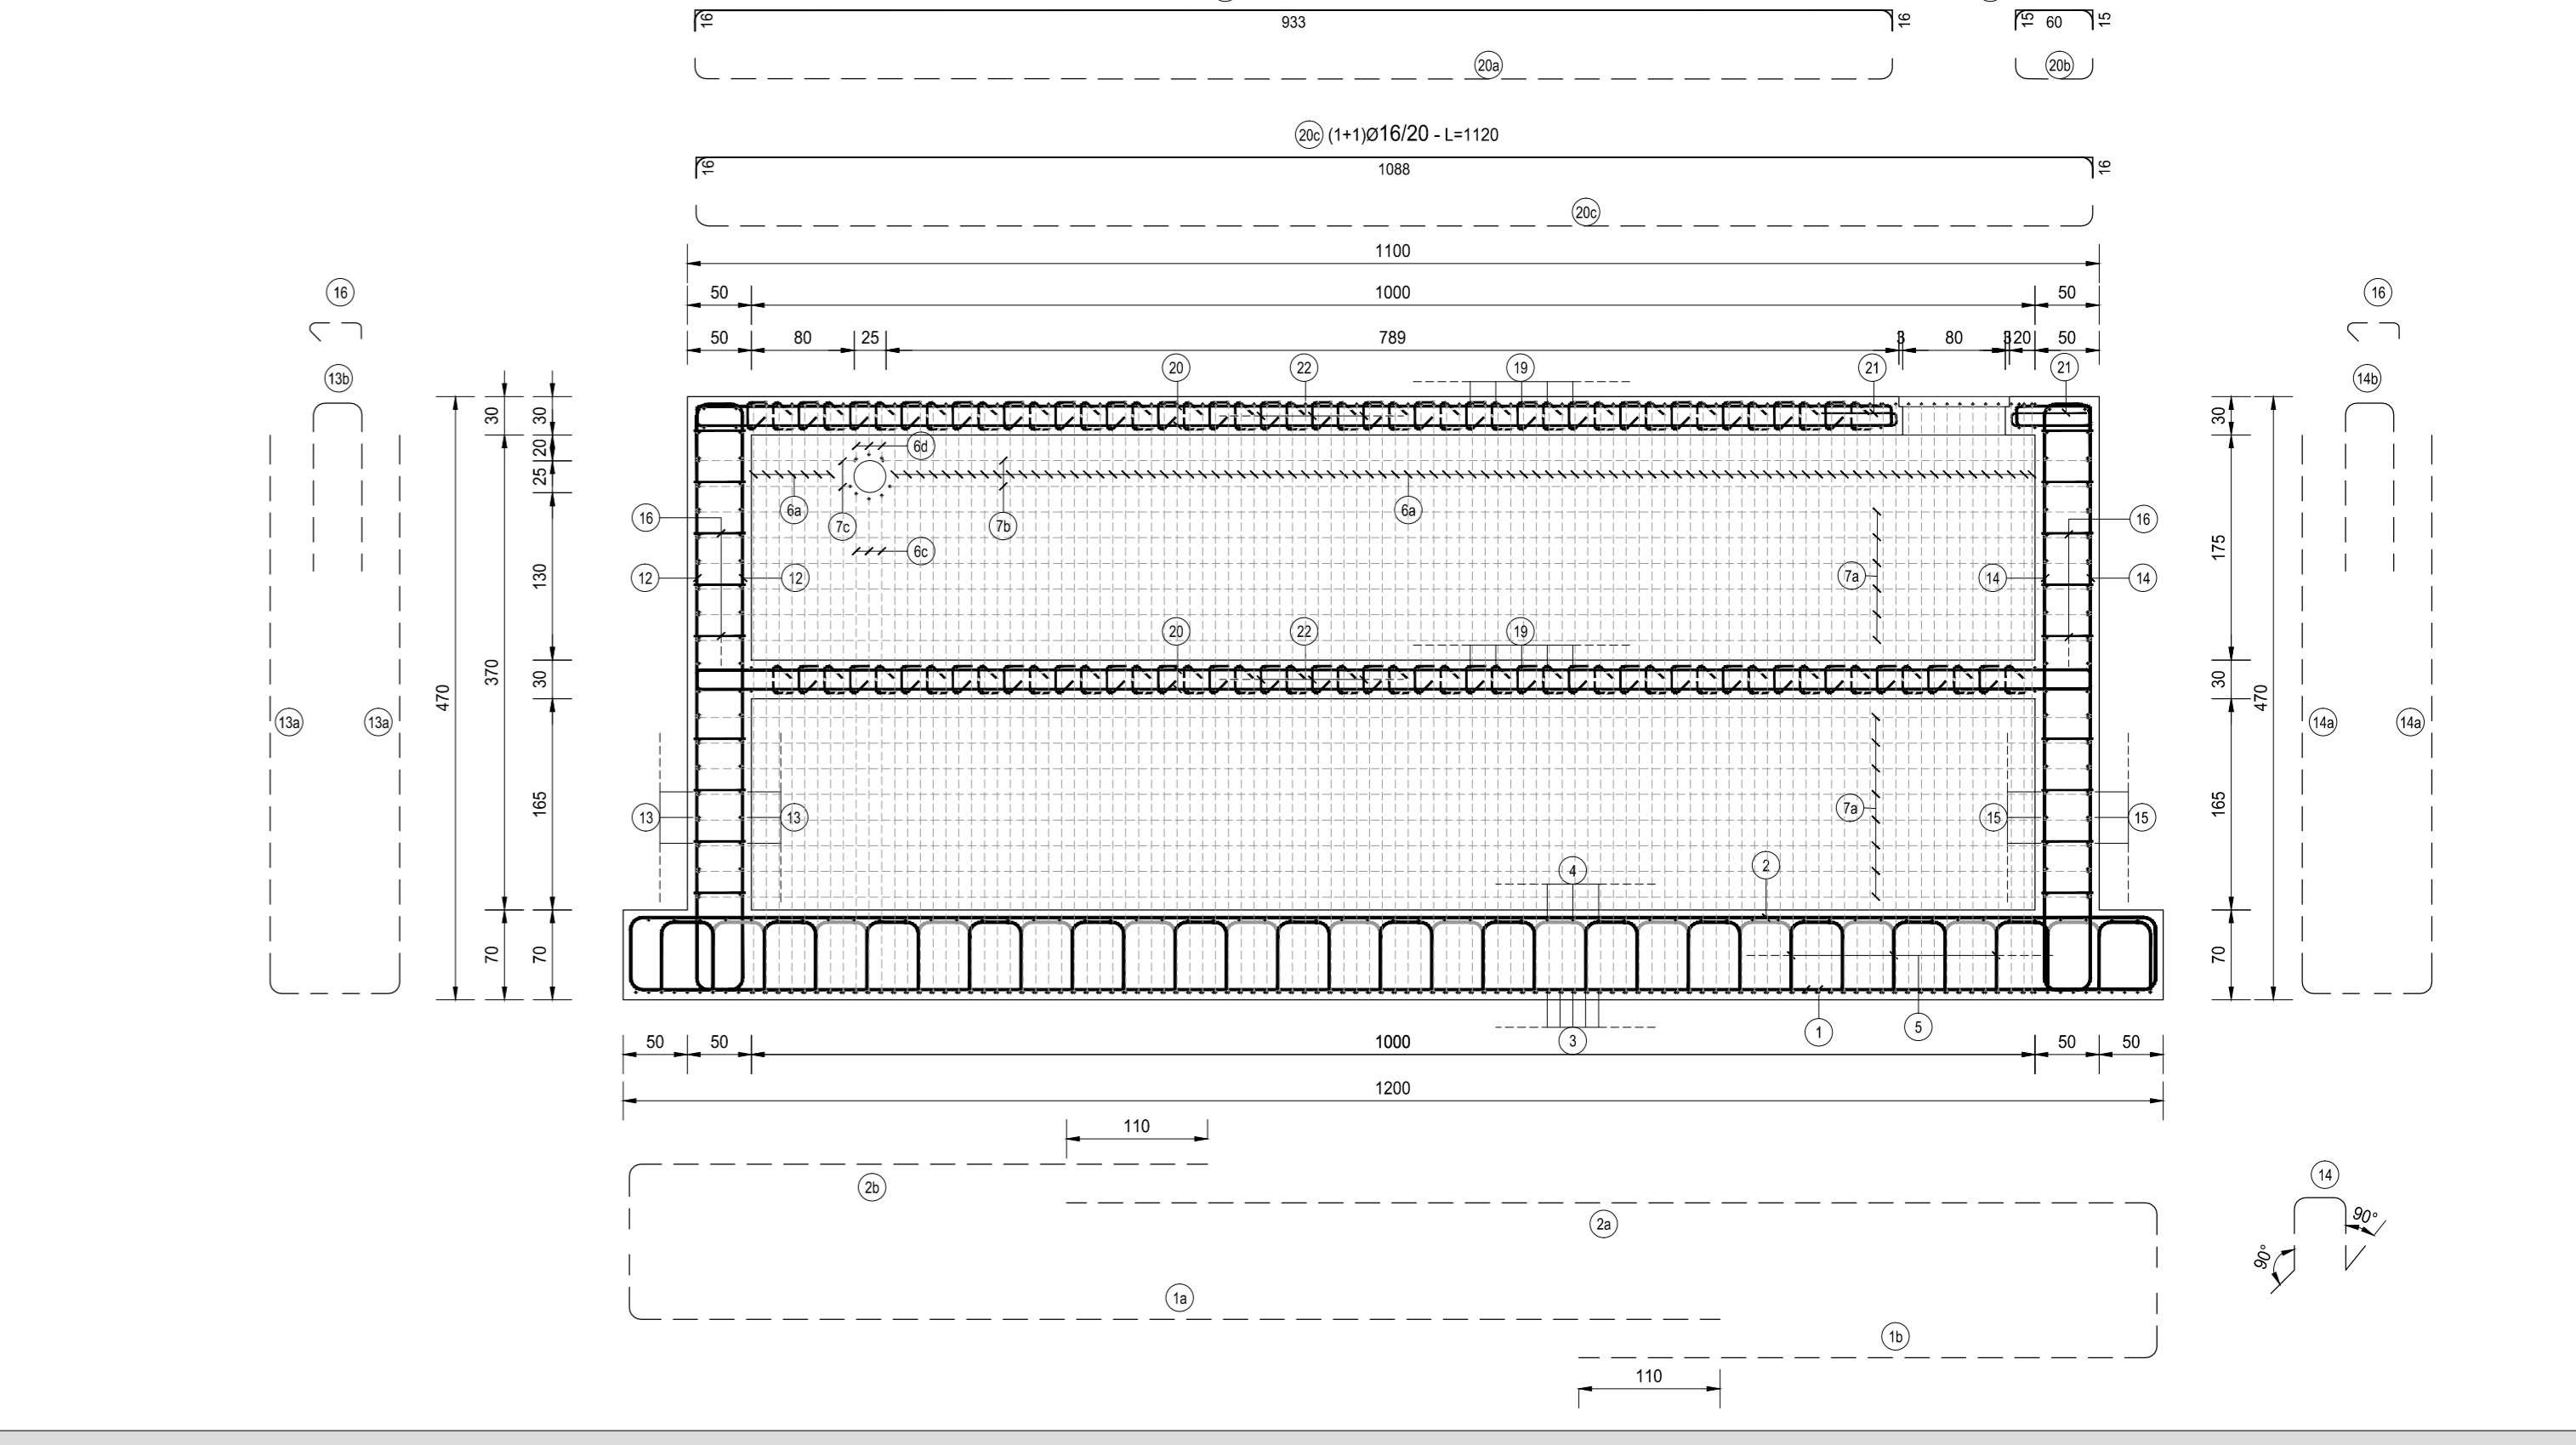 16 933 16 15 60 15
20a 20b
20c (1+1)Ø16/20 - L=1120
16 1088 16
20c
1100
50 1000 50
50 80 25 789 3 80 3 20 50
16 16
13b 20 22 19 21 21 14b
30 30 30
20 6d
25
6a 7c 7b 6a
16 16
130 6c 175
12 12 7a 14 14
20 22 19
370 30 30
470 470
13a 13a 14a 14a
165 7a 165
13 13 15 15
4 2
70 70 70
3 1 5
50 50 1000 50 50
1200
110
2b 14
2a 90°
90°
1a
1b
110